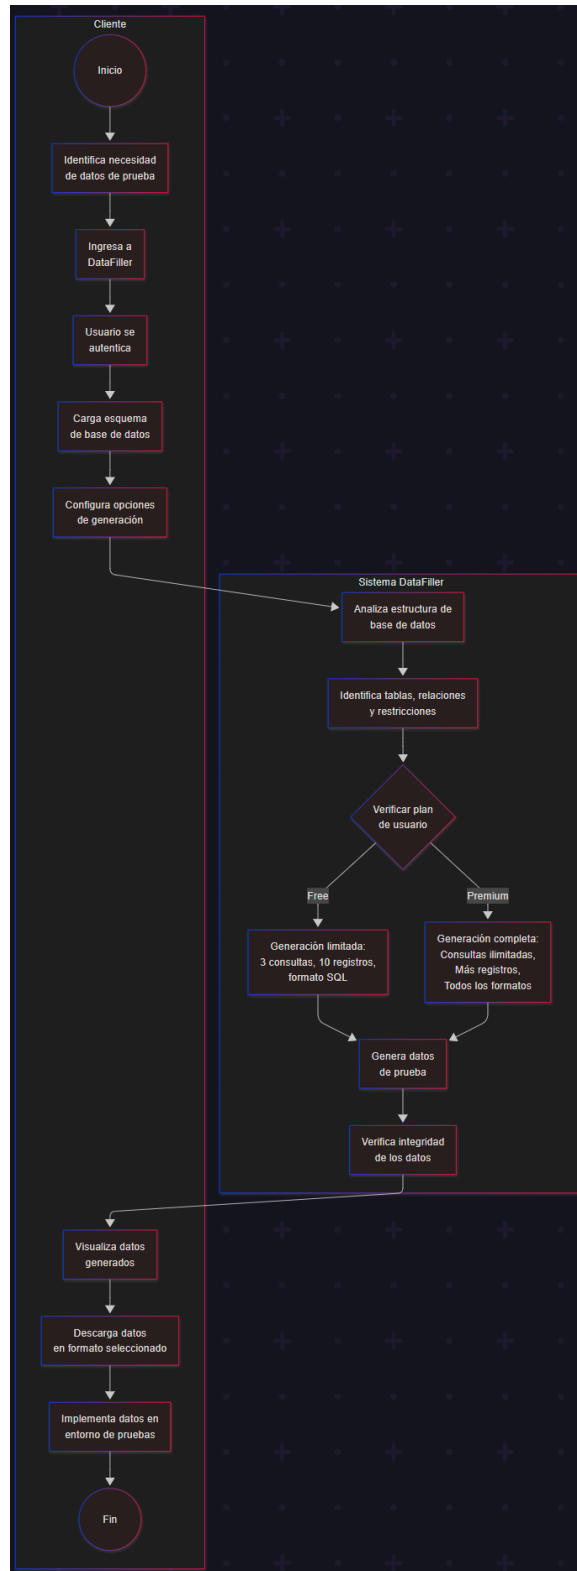 Cliente
Inicio
Identifica necesidad
de datos de prueba
Ingresa a
DataFiller
Usuario se
autentica
Carga esquema
de base de datos
Configura opciones
de generación
Sistema DataFiller
Analiza estructura de
base de datos
Identifica tablas, relaciones
y restricciones
Verificar plan
de usuario
Free
Premium
Generación limitada:
3 consultas, 10 registros,
formato SQL
Generación completa:
Consultas ilimitadas,
Más registros,
Todos los formatos
Genera datos
de prueba
Verifica integridad
de los datos
Visualiza datos
generados
Descarga datos
en formato seleccionado
Implementa datos en
entorno de pruebas
Fin